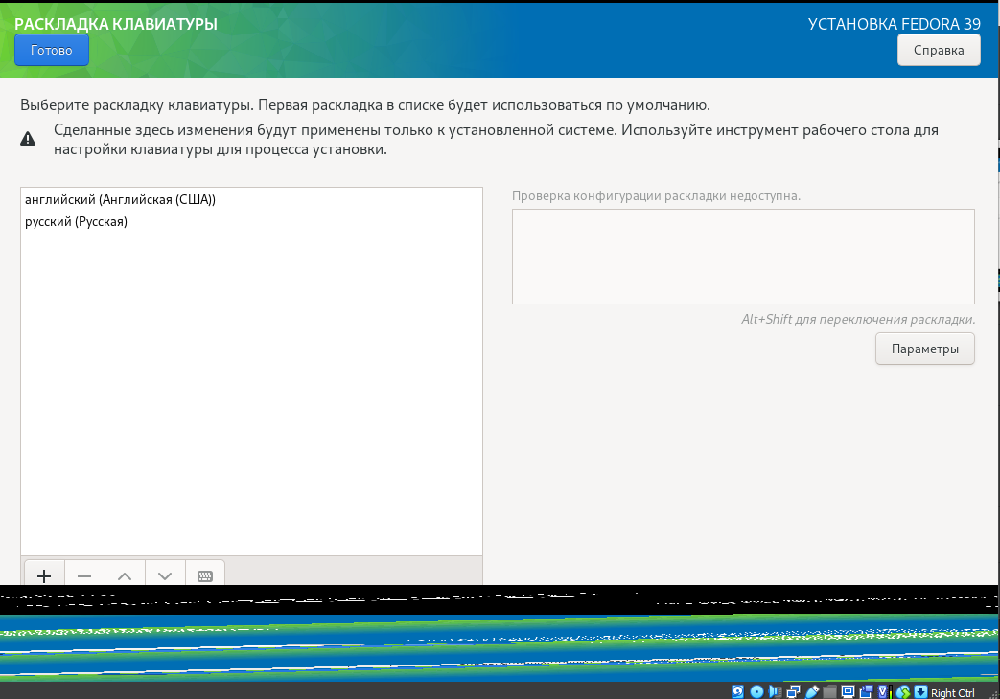 РАСКЛАДКА КЛАВИАТУРЫ
УСТАНОВКА FEDORA 39
Готово
Справка
Выберите раскладку клавиатуры. Первая раскладка в списке будет использоваться по умолчанию.
Сделанные здесь изменения будут применены только к установленной системе. Используйте инструмент рабочего стола для
настройки клавиатуры для процесса установки.
английский (Английская (США))
русский (Русская)
Проверка конфигурации раскладки недоступна.
Alt+Shift для переключения раскладки.
Параметры
Right Ctrl